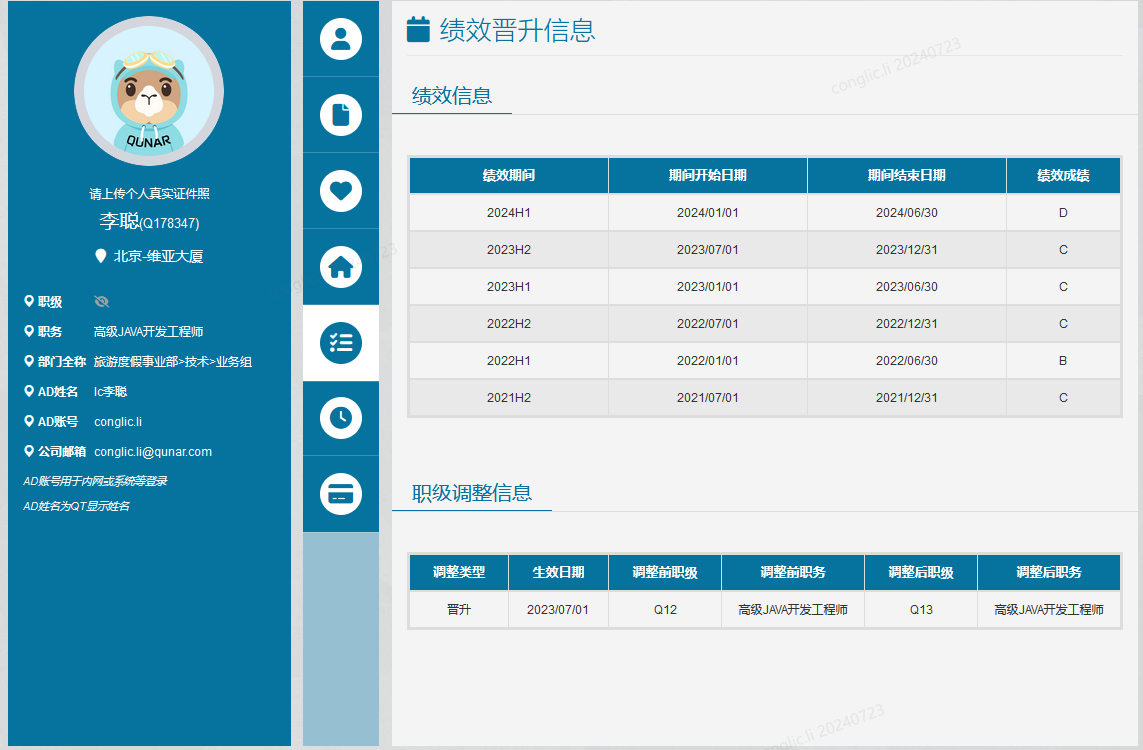 QUNAR
请上传个人真实证件照
李聪(Q178347)
北京-维亚大厦
职级
职务 高级JAVA开发工程师
部门全称 旅游度假事业部>技术>业务组
AD姓名 lc李聪
AD账号 conglic.li
公司邮箱 conglic.li@qunar.com
AD账号用于内网或系统等登录
AD姓名为QT显示姓名
绩效晋升信息
conglic.li 20240723
绩效信息
绩效期间 期间开始日期 期间结束日期 绩效成绩
2024H1 2024/01/01 2024/06/30 D
2023H2 2023/07/01 2023/12/31 C
2023H1 2023/01/01 2023/06/30 C
2022H2 2022/07/01 2022/12/31 C
2022H1 2022/01/01 2022/06/30 B
2021H2 2021/07/01 2021/12/31 C
职级调整信息
调整类型 生效日期 调整前职级 调整前职务 调整后职级 调整后职务
晋升 2023/07/01 Q12 高级JAVA开发工程师 Q13 高级JAVA开发工程师
conglic.li 20240723